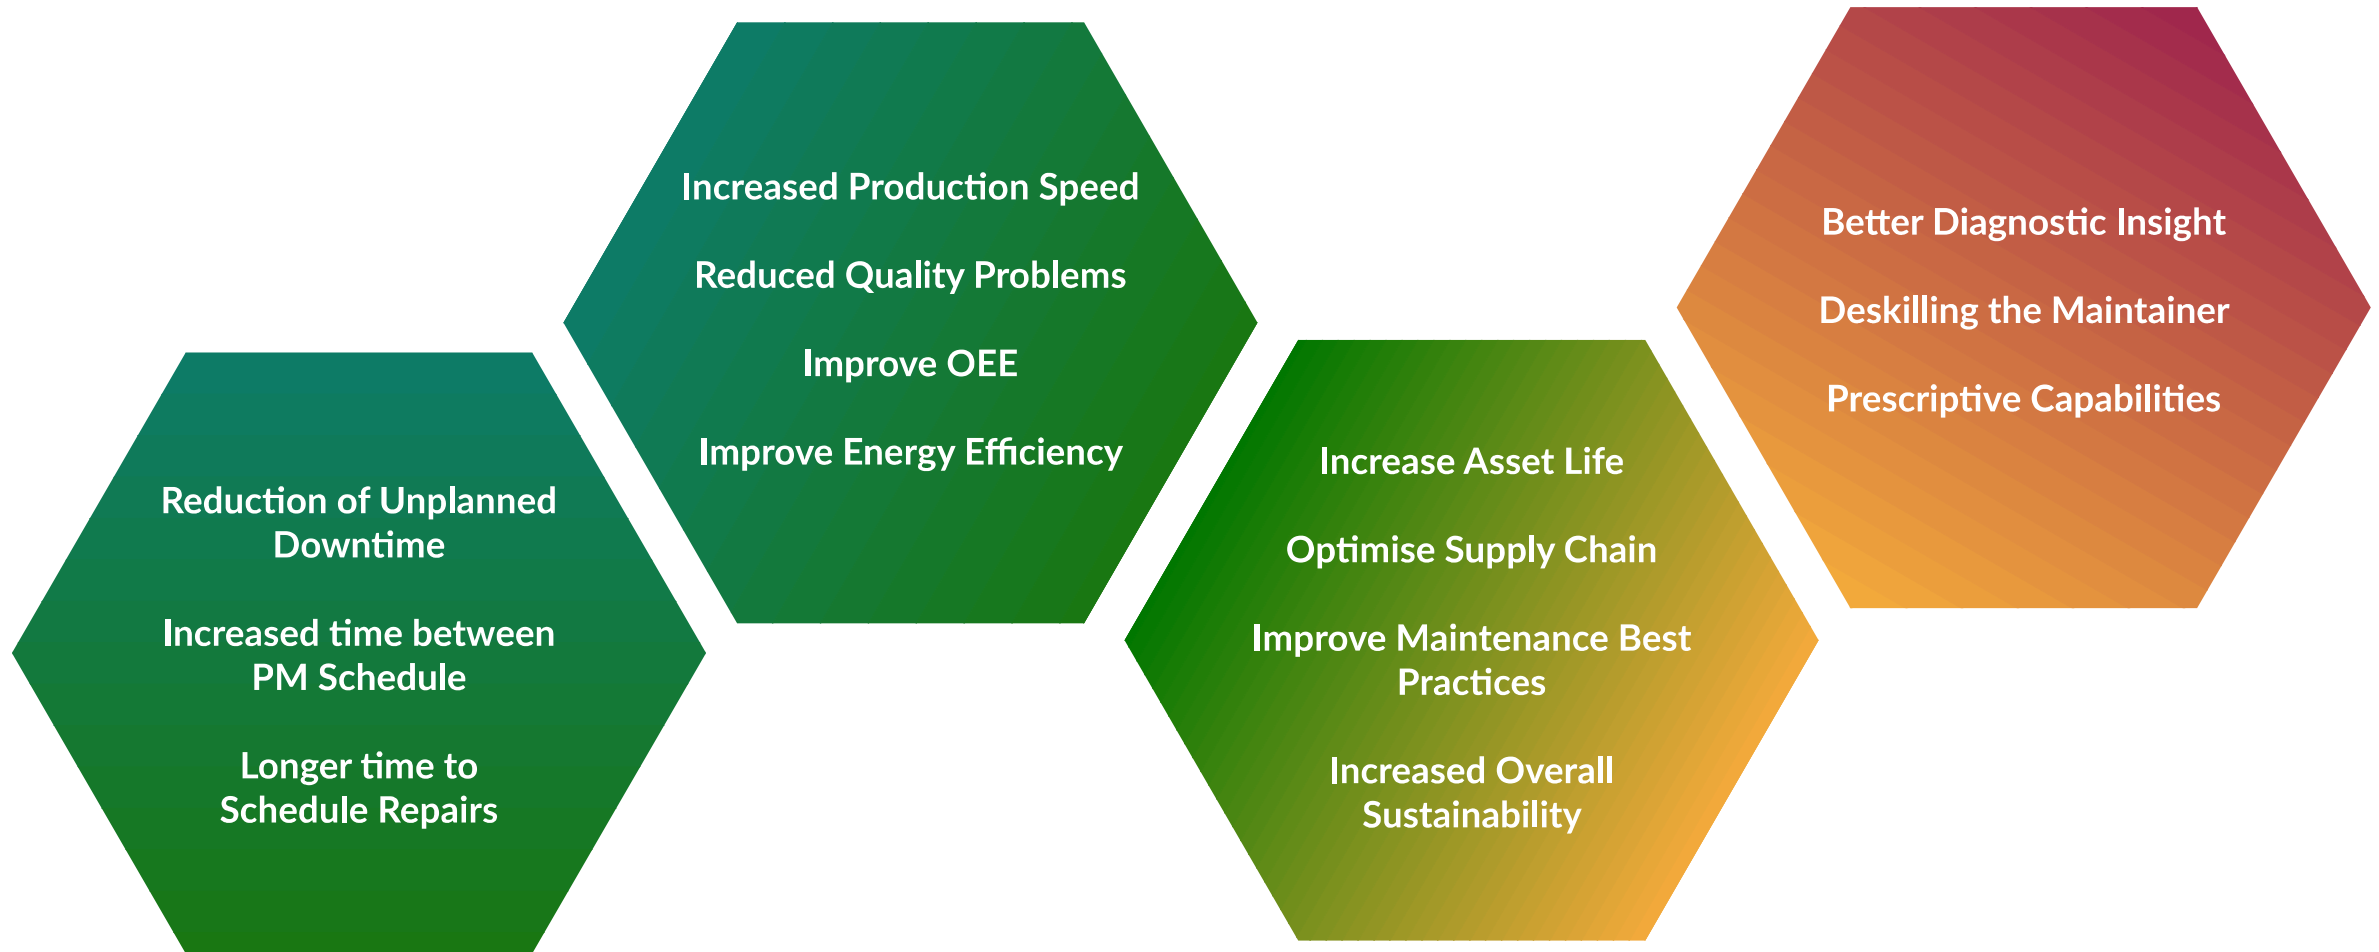 Reduction of Unplanned
Downtime
Increased time between
PM Schedule
Longer time to
Schedule Repairs
Increased Production Speed
Reduced Quality Problems
Improve OEE
Improve Energy Efficiency
Increase Asset Life
Optimise Supply Chain
Improve Maintenance Best
Practices
Increased Overall
Sustainability
Better Diagnostic Insight
Deskilling the Maintainer
Prescriptive Capabilities